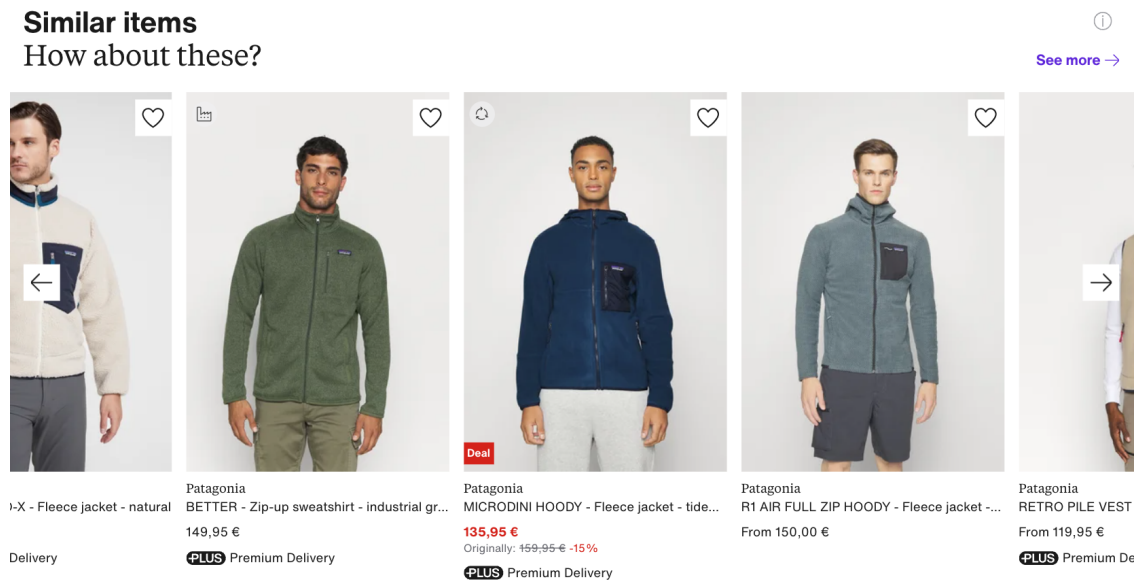 Similar items
How about these?
See more →
Deal
-X - Fleece jacket - natural
Delivery
Patagonia
BETTER - Zip-up sweatshirt - industrial gr...
149,95 €
PLUS Premium Delivery
Patagonia
MICRODINI HOODY - Fleece jacket - tide...
135,95 €
Originally: 159,95 € -15%
PLUS Premium Delivery
Patagonia
R1 AIR FULL ZIP HOODY - Fleece jacket -...
From 150,00 €
Patagonia
RETRO PILE VEST
From 119,95 €
PLUS Premium De